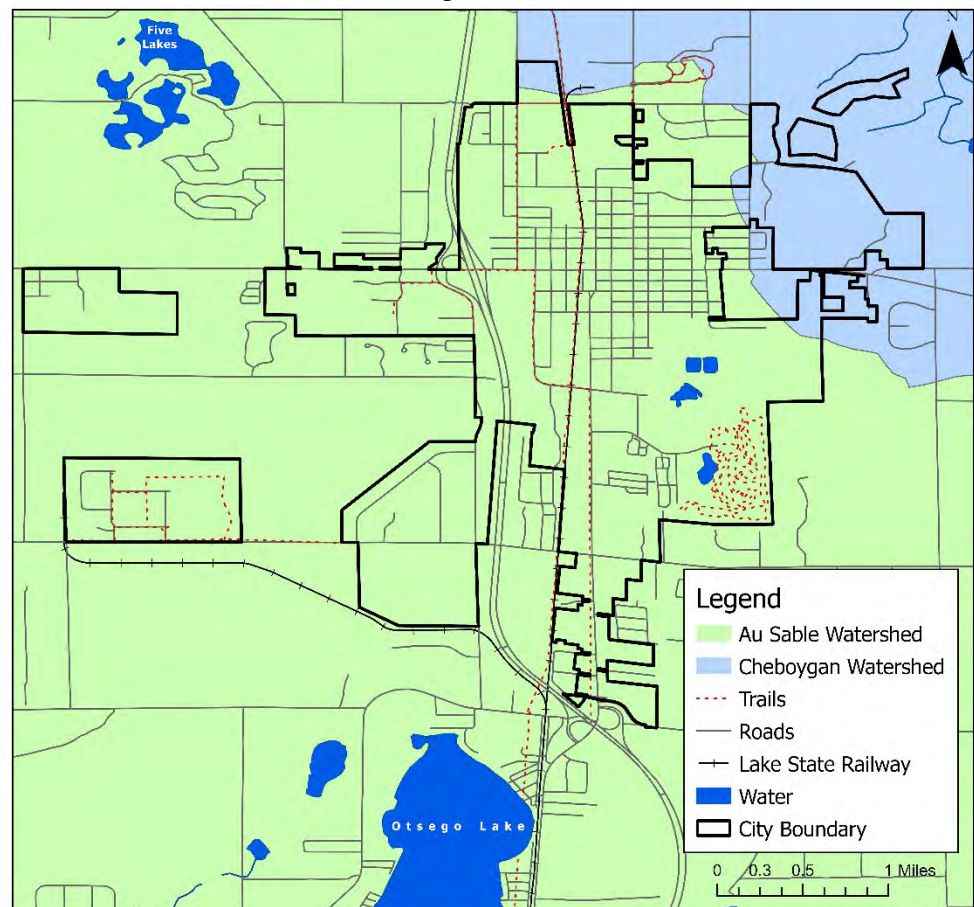 Five
Lakes
N
Legend
Au Sable Watershed
Cheboygan Watershed
Trails
Roads
Lake State Railway
Water
City Boundary
Otsego Lake
0 0.3 0.5 1 Miles